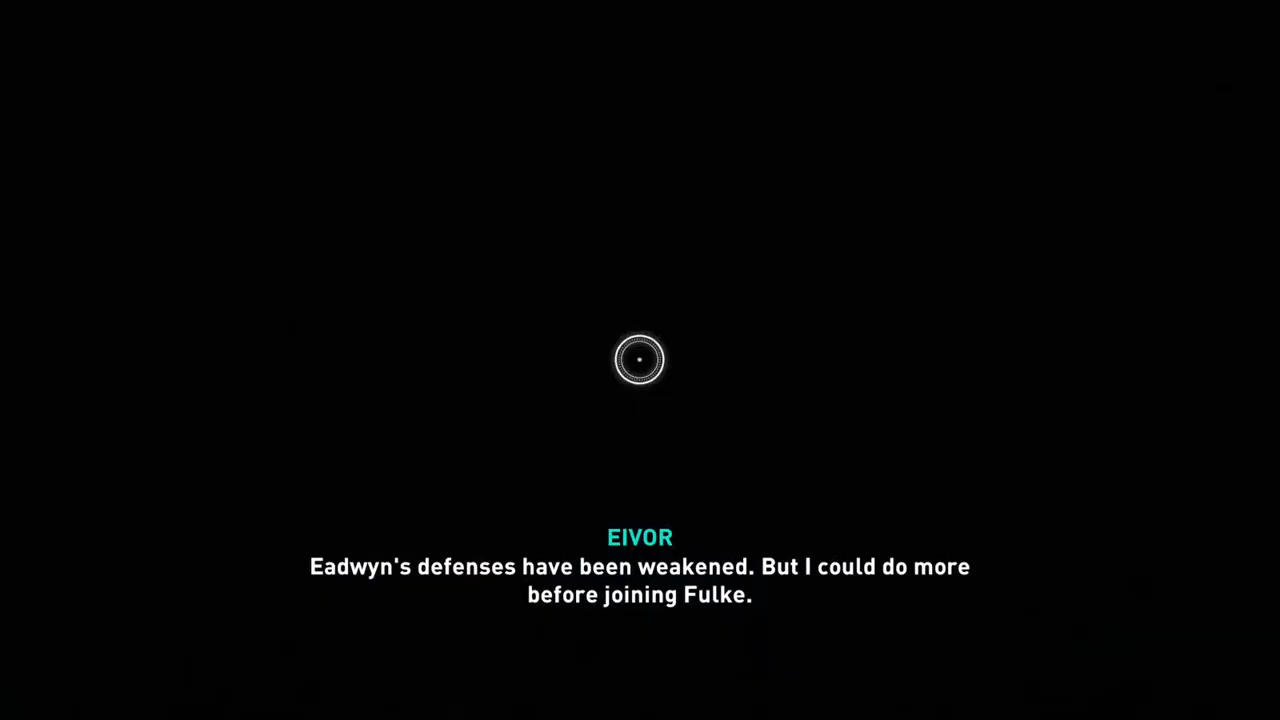 EIVOR
Eadwyn's defenses have been weakened. But I could do more
before joining Fulke.